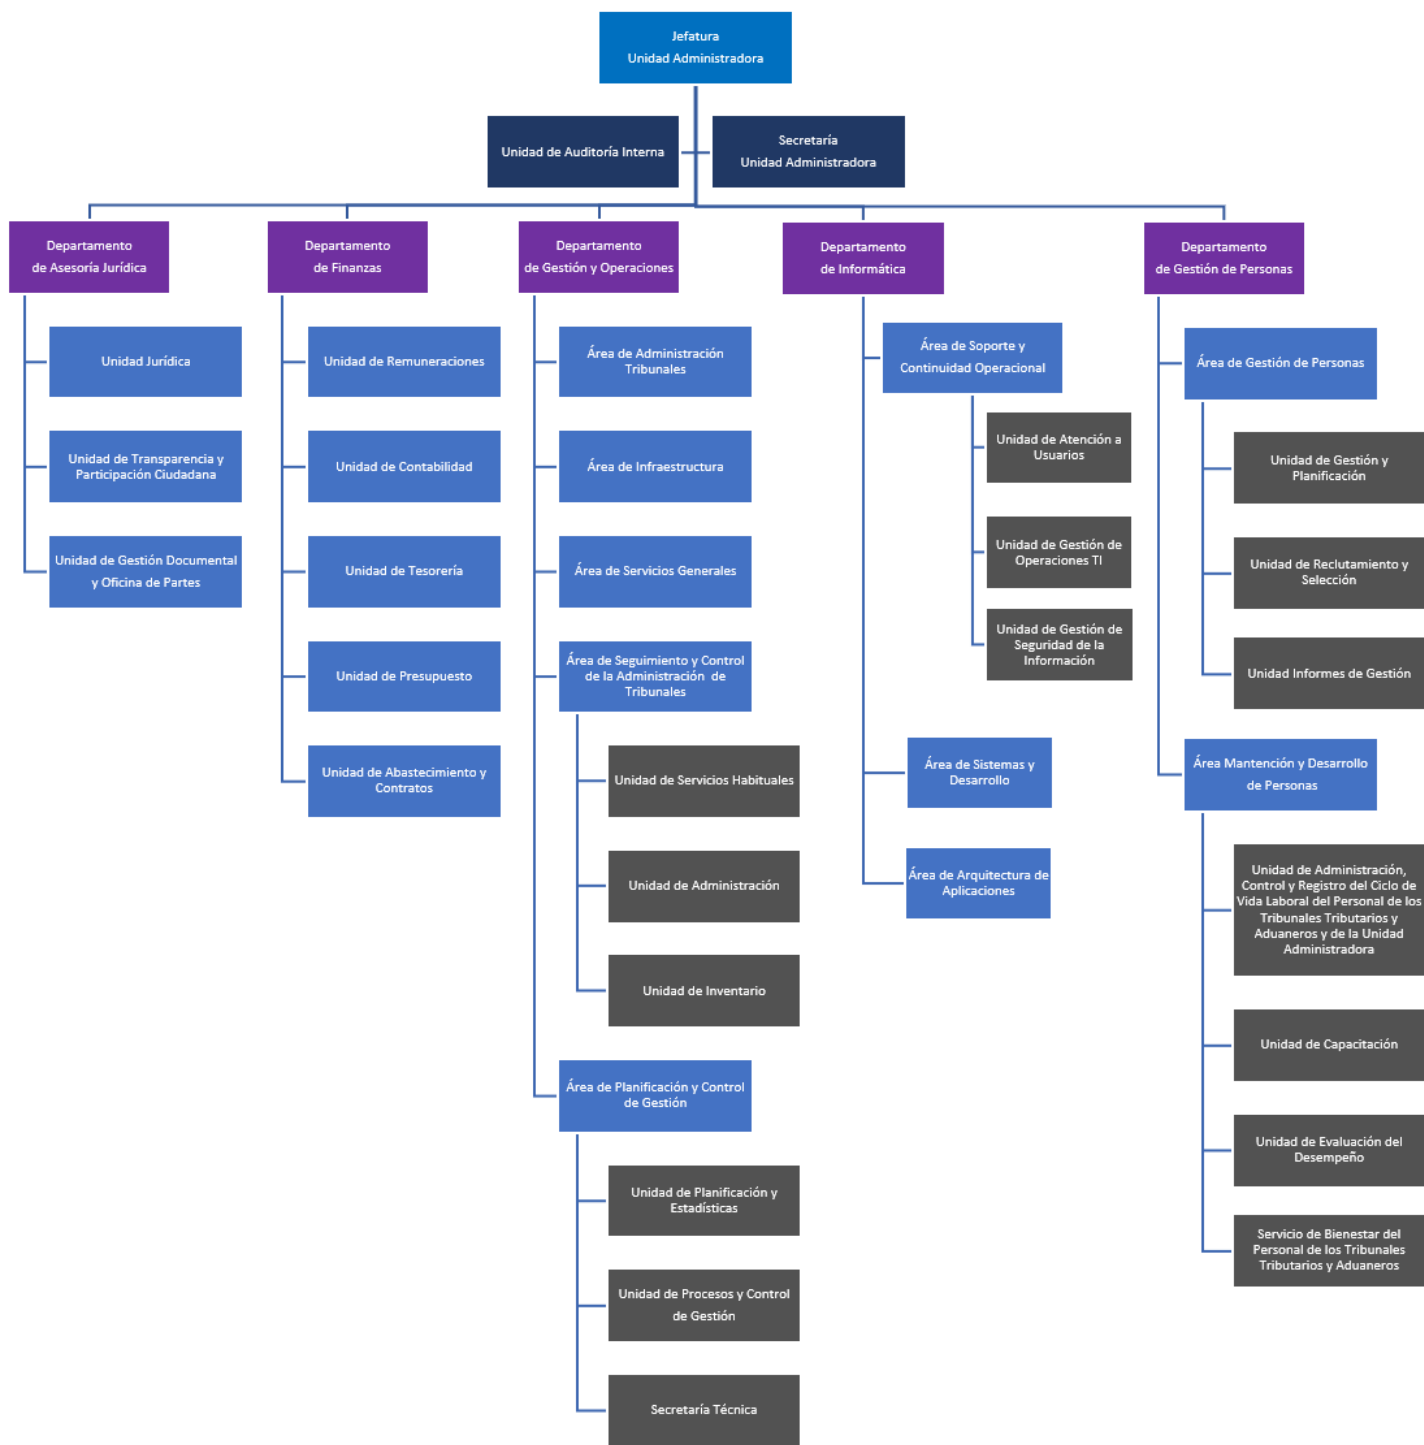 Jefatura
Unidad Administradora
Unidad de Auditoría Interna
Secretaría
Unidad Administradora
Departamento
de Asesoría Jurídica
Unidad Jurídica
Unidad de Transparencia y
Participación Ciudadana
Unidad de Gestión Documental
y Oficina de Partes
Departamento
de Finanzas
Unidad de Remuneraciones
Unidad de Contabilidad
Unidad de Tesorería
Unidad de Presupuesto
Unidad de Abastecimiento y
Contratos
Departamento
de Gestión y Operaciones
Área de Administración
Tribunales
Área de Infraestructura
Área de Servicios Generales
Área de Seguimiento y Control
de la Administración de
Tribunales
Unidad de Servicios Habituales
Unidad de Administración
Unidad de Inventario
Área de Planificación y Control
de Gestión
Unidad de Planificación y
Estadísticas
Unidad de Procesos y Control
de Gestión
Secretaría Técnica
Departamento
de Informática
Área de Soporte y
Continuidad Operacional
Unidad de Atención a
Usuarios
Unidad de Gestión de
Operaciones TI
Unidad de Gestión de
Seguridad de la
Información
Área de Sistemas y
Desarrollo
Área de Arquitectura de
Aplicaciones
Departamento
de Gestión de Personas
Área de Gestión de Personas
Unidad de Gestión y
Planificación
Unidad de Reclutamiento y
Selección
Unidad Informes de Gestión
Área Mantención y Desarrollo
de Personas
Unidad de Administración,
Control y Registro del Ciclo de
Vida Laboral del Personal de los
Tribunales Tributarios y
Aduaneros y de la Unidad
Administradora
Unidad de Capacitación
Unidad de Evaluación del
Desempeño
Servicio de Bienestar del
Personal de los Tribunales
Tributarios y Aduaneros